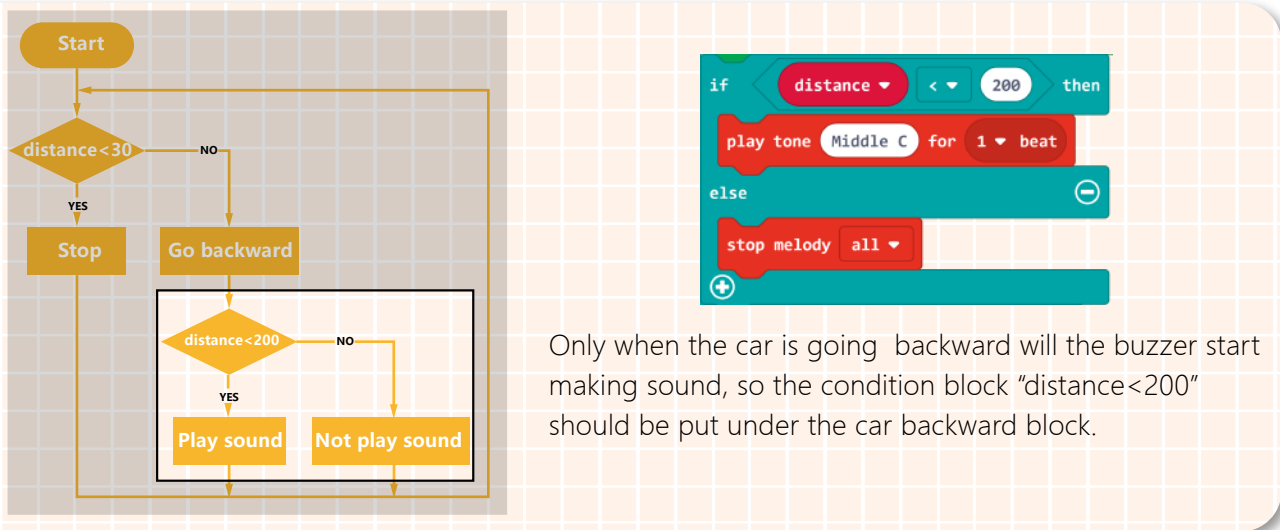 Start
distance<30
NO
YES
Stop
Go backward
distance<200
NO
YES
Play sound
Not play sound
if distance < 200 then
play tone Middle C for 1 beat
else
stop melody all
Only when the car is going backward will the buzzer start
making sound, so the condition block “distance<200”
should be put under the car backward block.